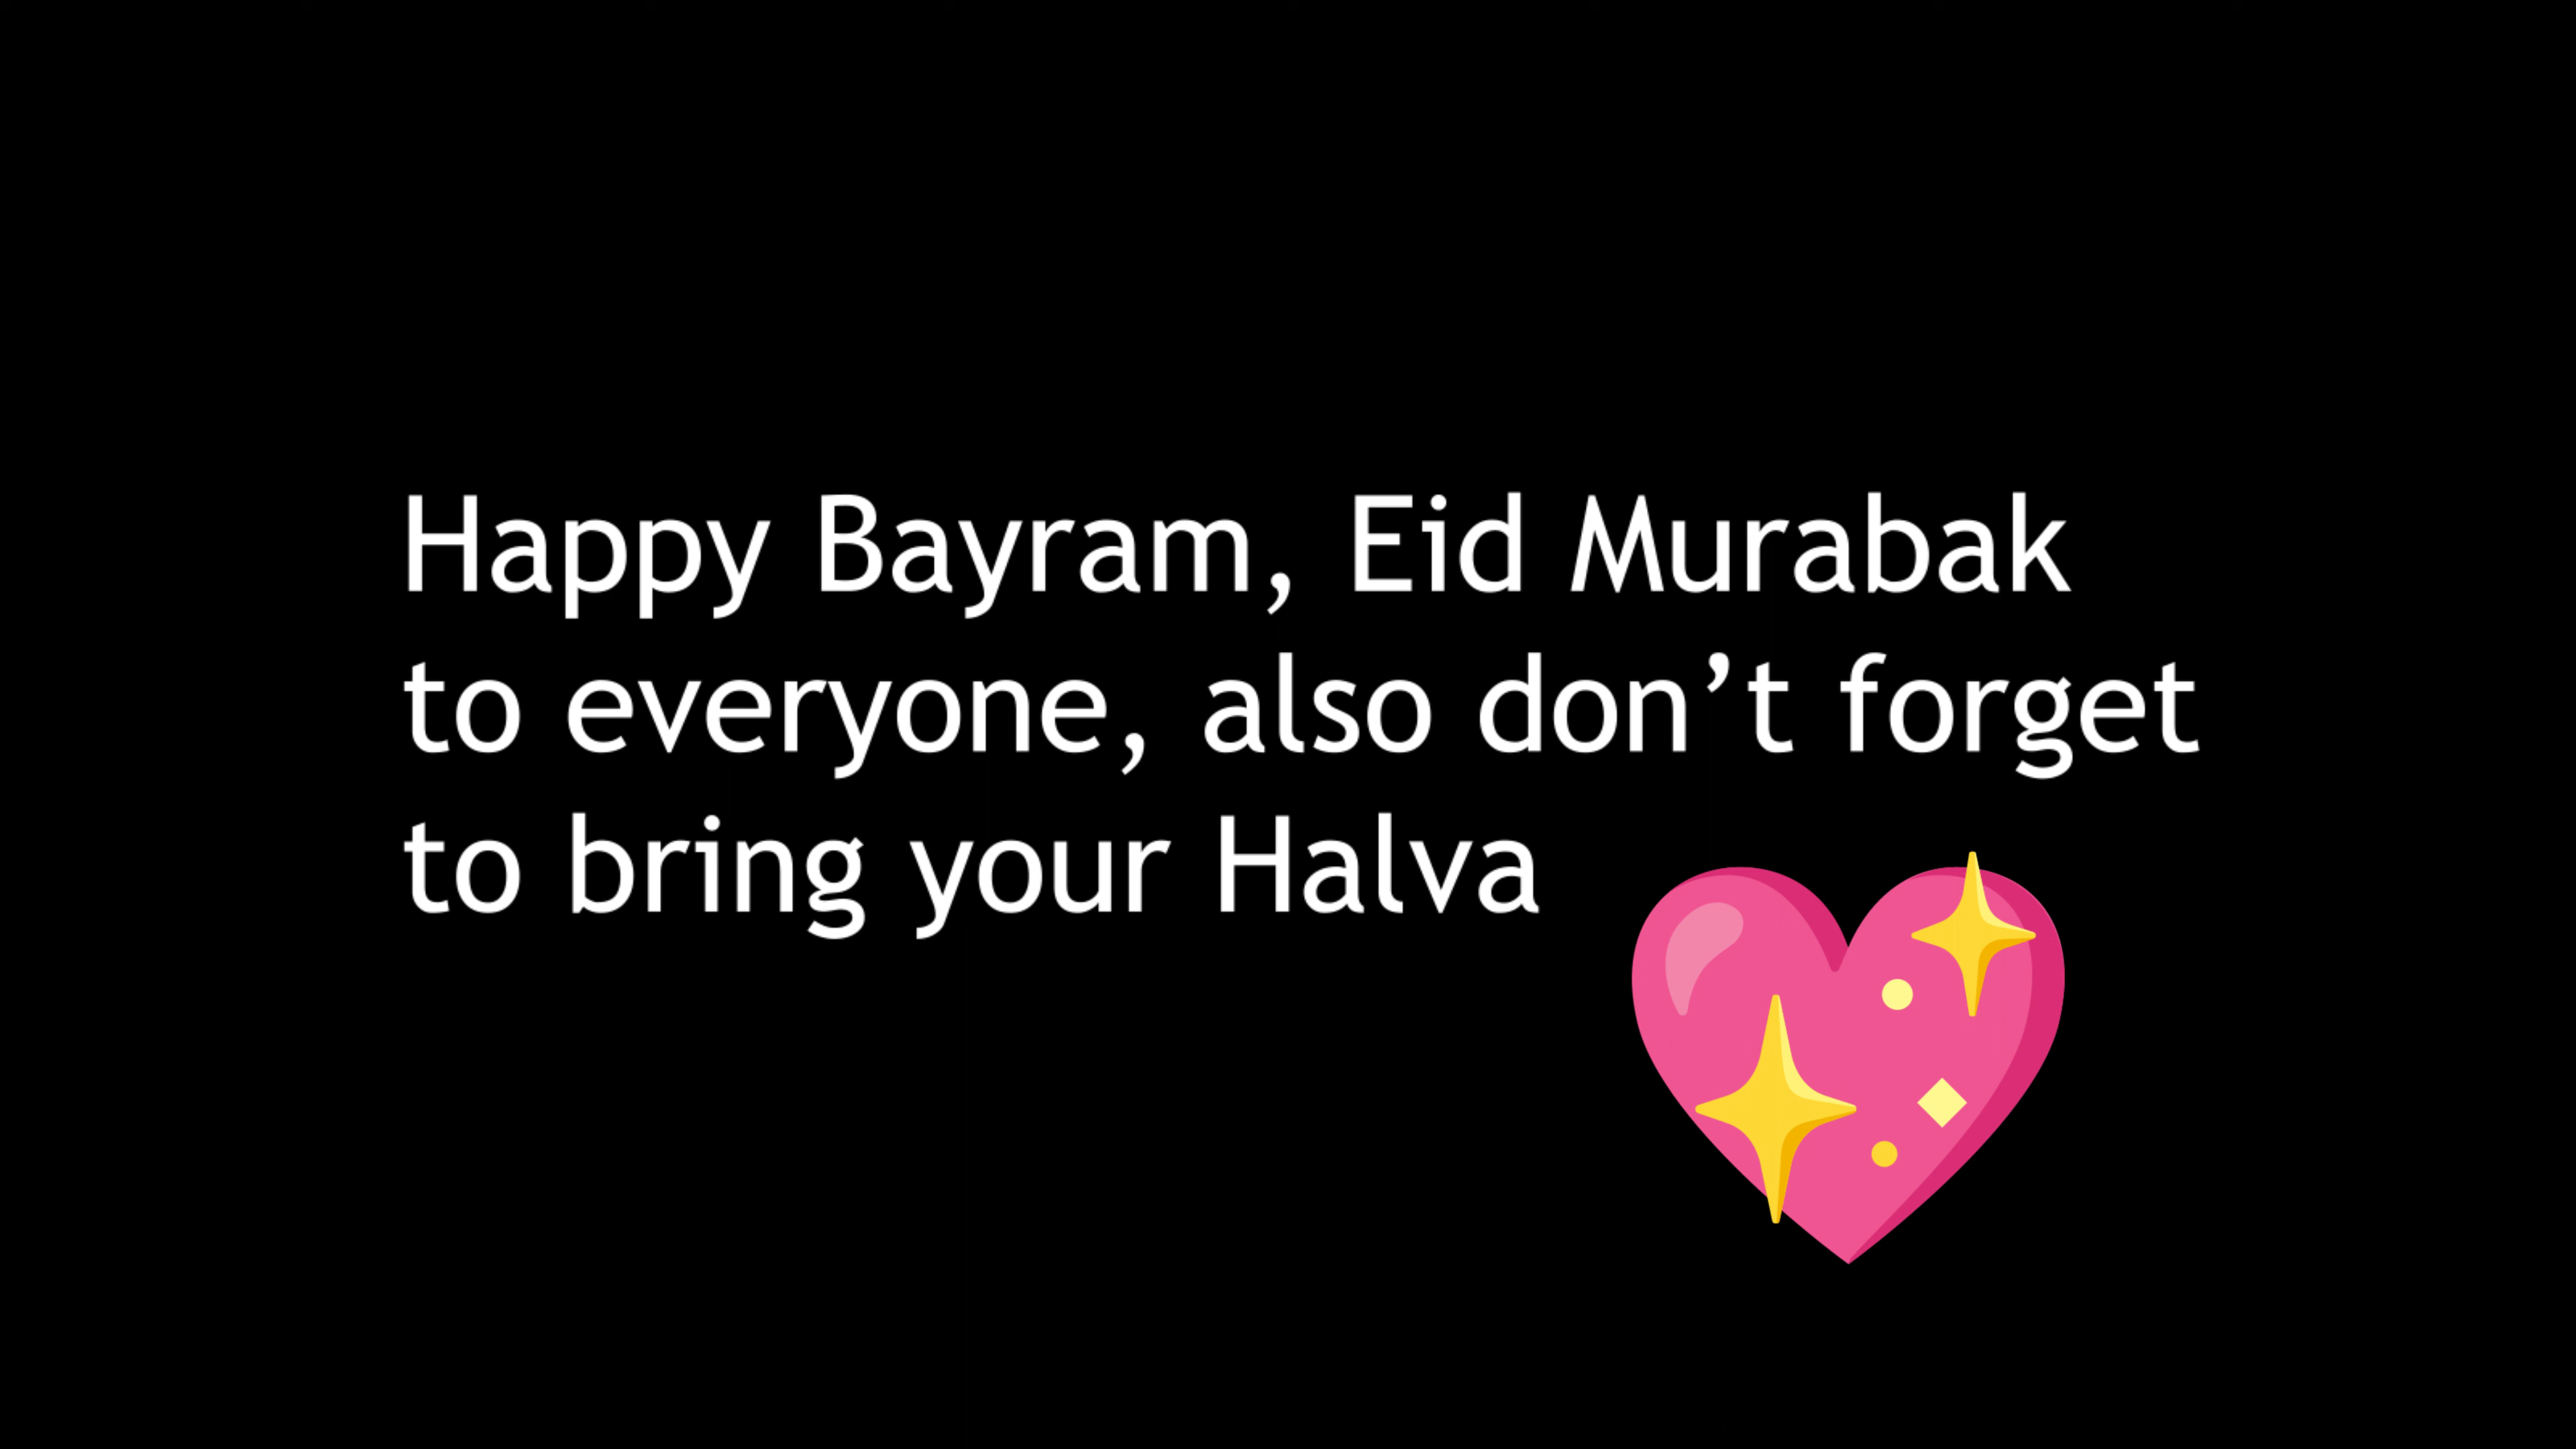 Happy Bayram, Eid Murabak
to everyone, also don’t forget
to bring your Halva